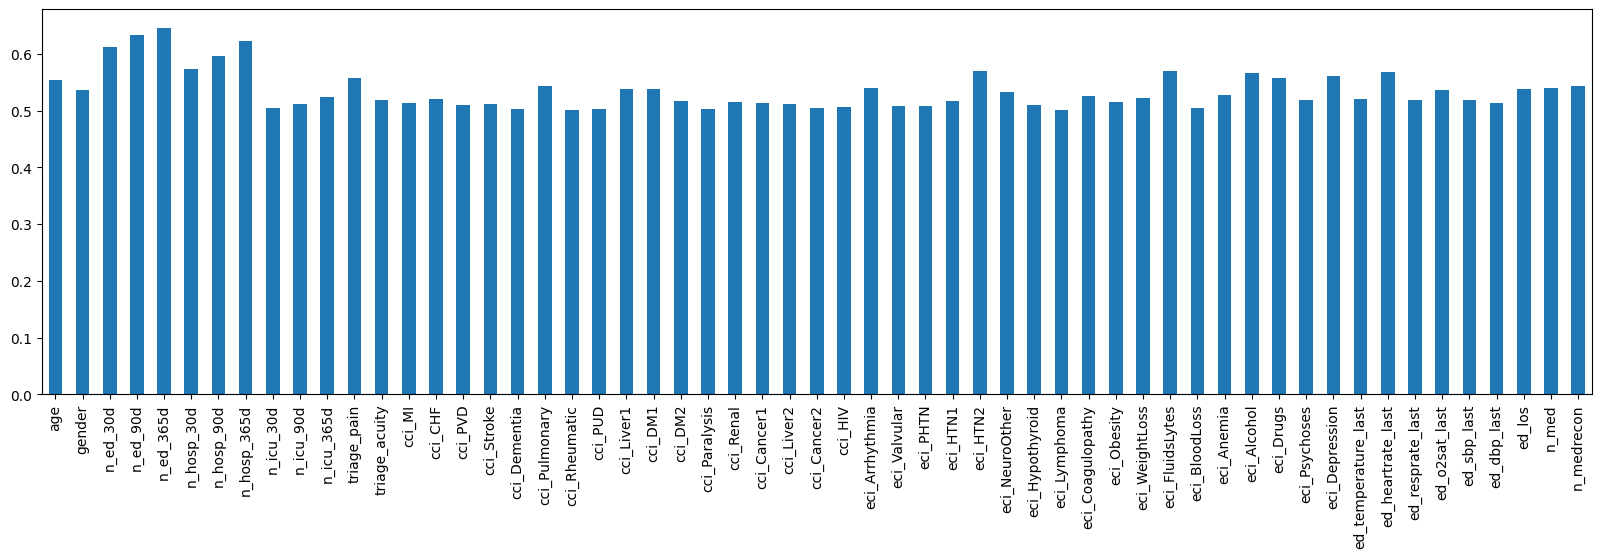 0.6
0.5
0.4
0.3
0.2
0.1
0.0
age
gender
n_ed_30d
n_ed_90d
n_ed_365d
n_hosp_30d
n_hosp_90d
n_hosp_365d
n_icu_30d
n_icu_90d
n_icu_365d
triage_pain
triage_acuity
cci_MI
cci_CHF
cci_PVD
cci_Stroke
cci_Dementia
cci_Pulmonary
cci_Rheumatic
cci_PUD
cci_Liver1
cci_DM1
cci_DM2
cci_Paralysis
cci_Renal
cci_Cancer1
cci_Liver2
cci_Cancer2
cci_HIV
eci_Arrhythmia
eci_Valvular
eci_PHTN
eci_HTN1
eci_HTN2
eci_NeuroOther
eci_Hypothyroid
eci_Lymphoma
eci_Coagulopathy
eci_Obesity
eci_WeightLoss
eci_FluidsLytes
eci_BloodLoss
eci_Anemia
eci_Alcohol
eci_Drugs
eci_Psychoses
eci_Depression
ed_temperature_last
ed_heartrate_last
ed_resprate_last
ed_o2sat_last
ed_sbp_last
ed_dbp_last
ed_los
n_med
n_medrecon